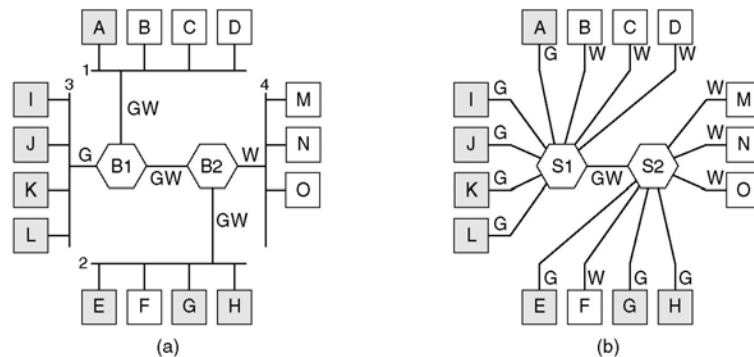 A B C D
1
3
I
J
K
L
GW
G
B1
GW
B2
W
GW
4
M
N
O
2
E F G H
(a)
A B C D
G W W W
I G
J G
K G
L G
S1
GW
S2
W M
W N
W O
G W G G
E F G H
(b)